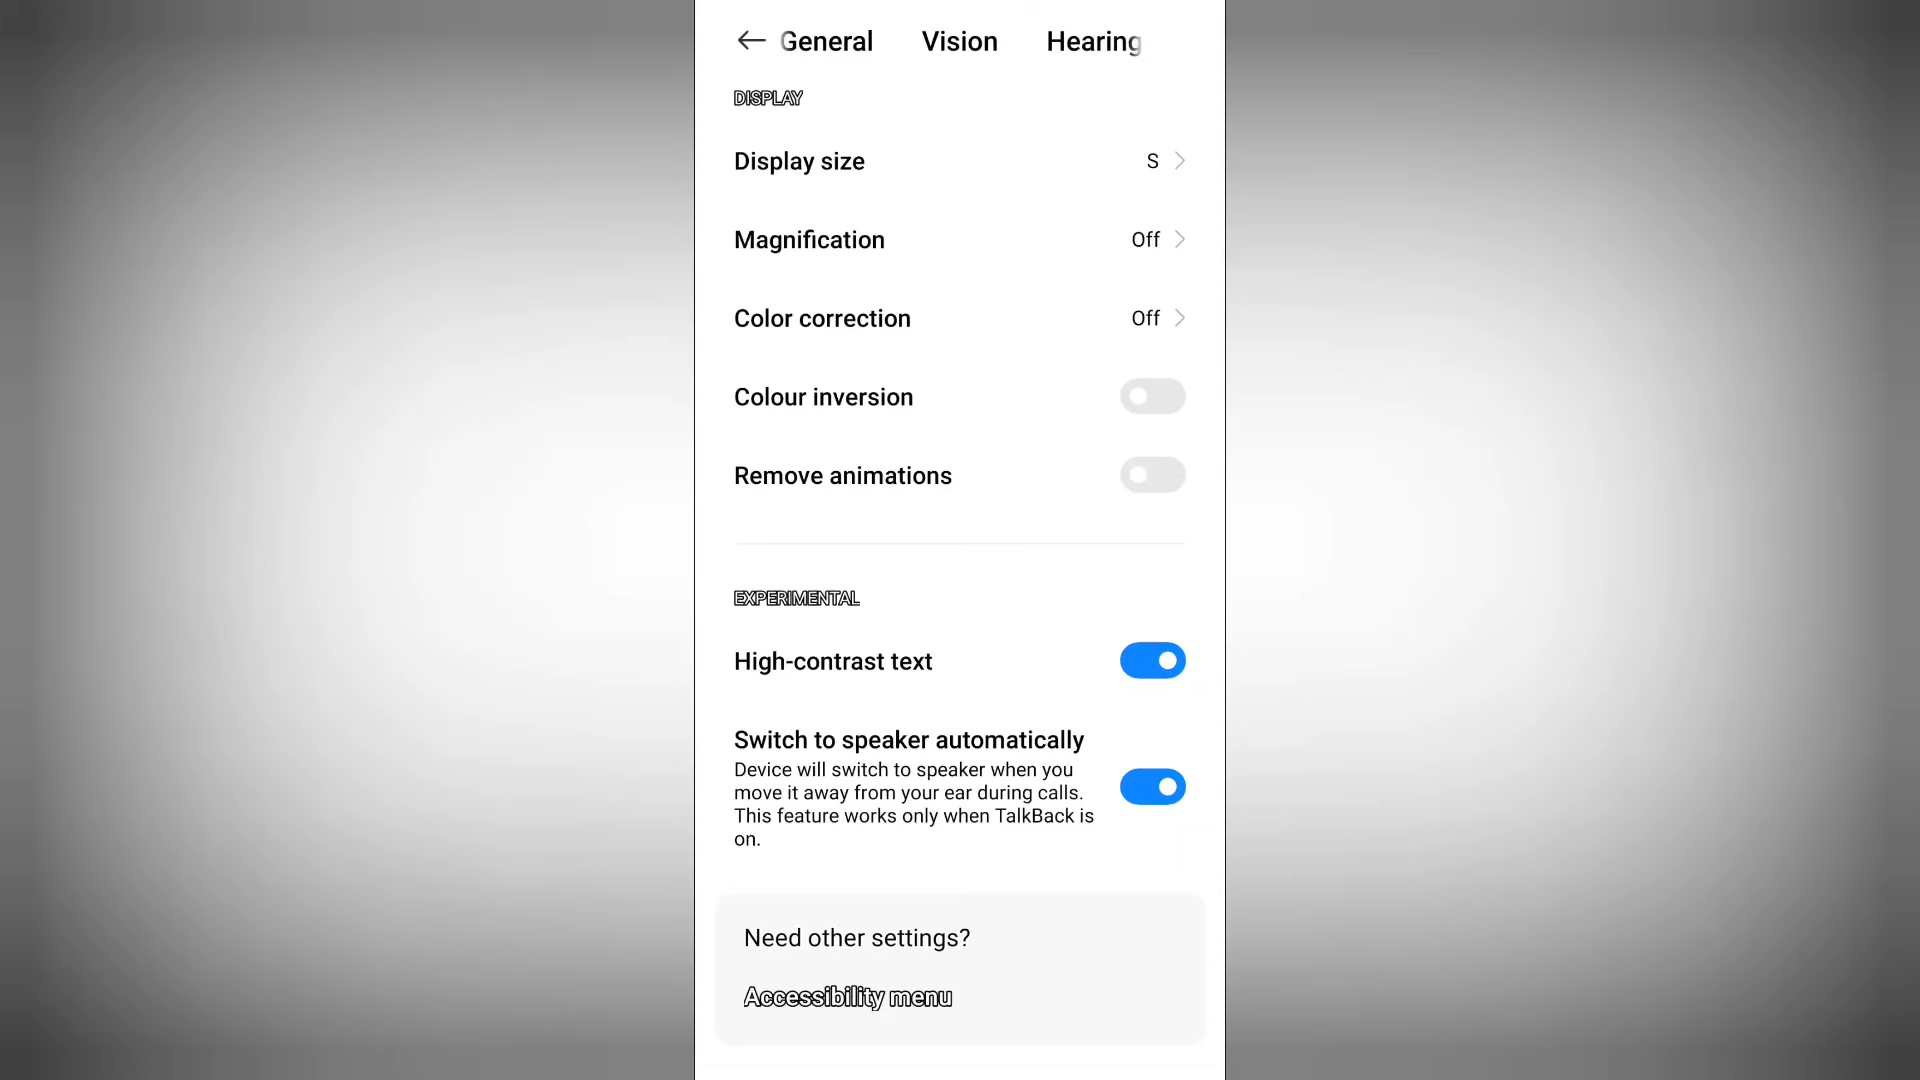 General Vision Hearing
DISPLAY
Display size S
Magnification Off
Color correction Off
Colour inversion
Remove animations
EXPERIMENTAL
High-contrast text
Switch to speaker automatically
Device will switch to speaker when you
move it away from your ear during calls.
This feature works only when TalkBack is
on.
Need other settings?
Accessibility menu